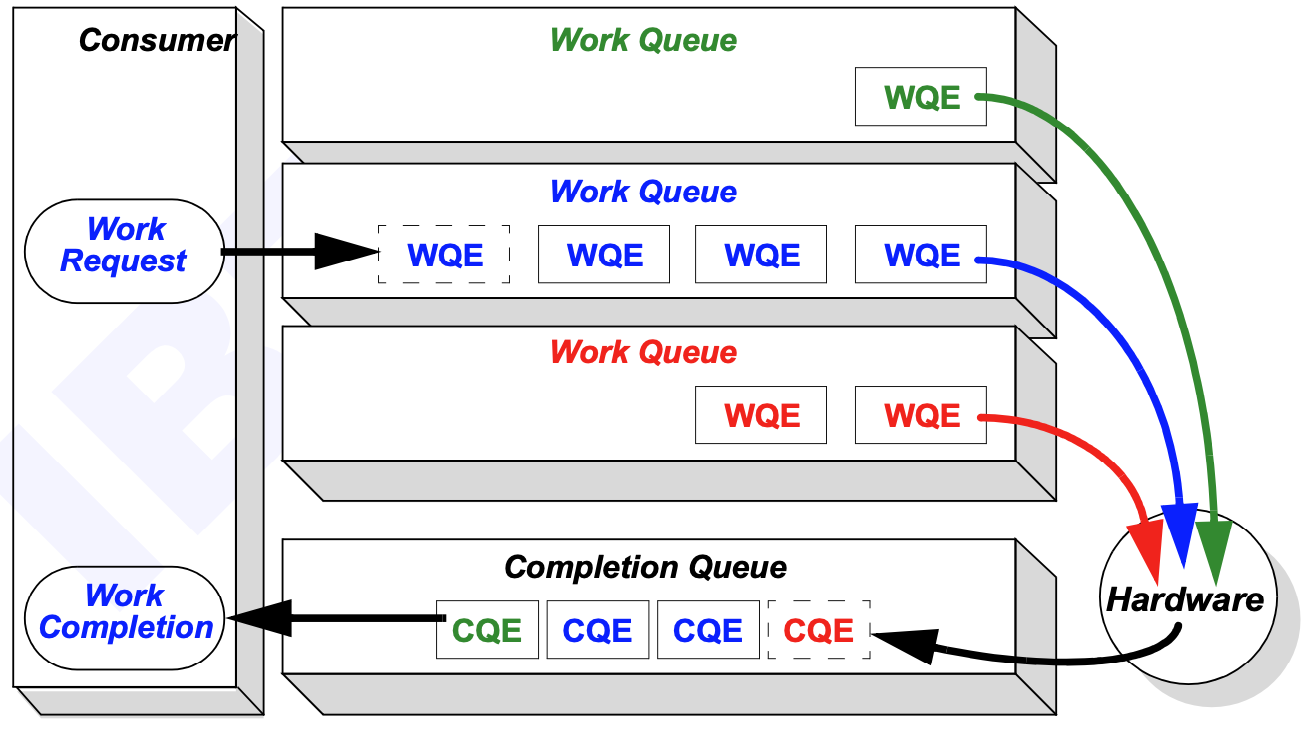 Consumer
Work Queue
WQE
Work Queue
Work
Request
WQE WQE WQE WQE
Work Queue
WQE WQE
Completion Queue
Work
Completion
CQE CQE CQE CQE
Hardware